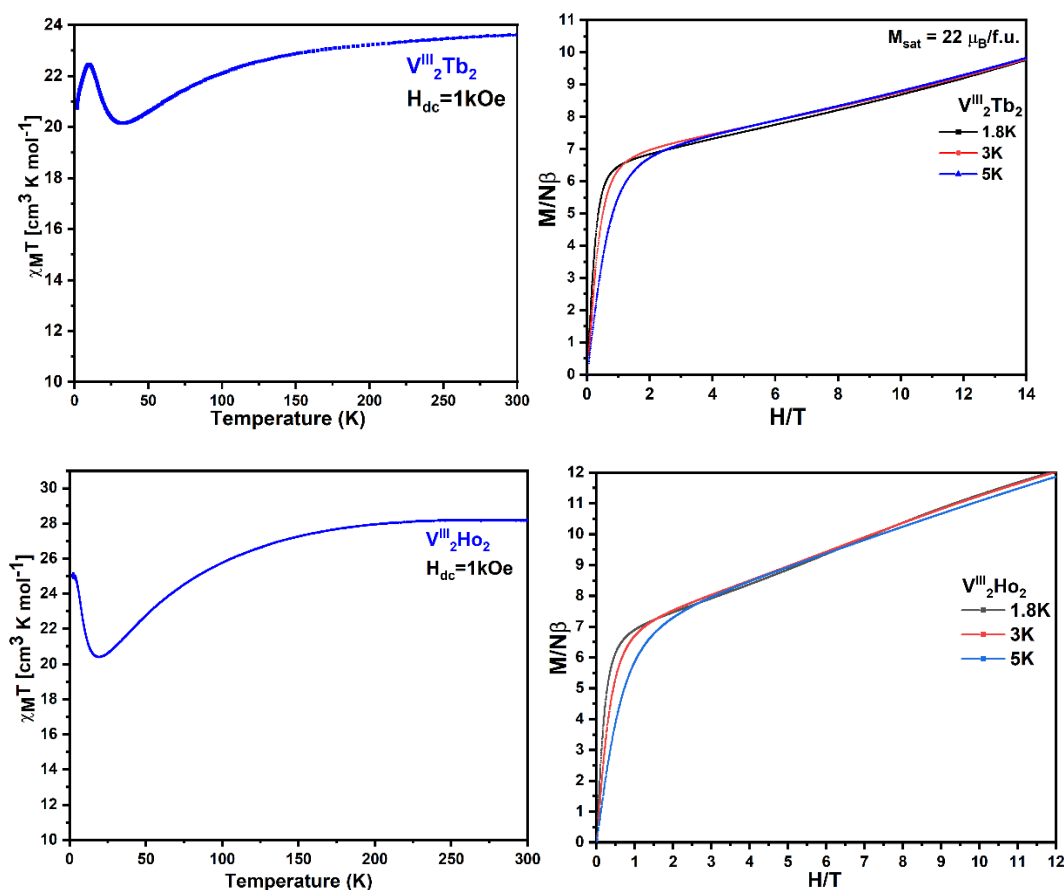 24
22
20
18
16
14
12
10
χMT [cm³ K mol⁻¹]
Vᴵᴵᴵ₂Tb₂
Hdc=1kOe
0 50 100 150 200 250 300
Temperature (K)
11
10
9
8
7
6
5
4
3
2
1
0
M/Nβ
Msat = 22 μB/f.u.
Vᴵᴵᴵ₂Tb₂
1.8K
3K
5K
0 2 4 6 8 10 12 14
H/T
30
28
26
24
22
20
18
16
14
12
10
χMT [cm³ K mol⁻¹]
Vᴵᴵᴵ₂Ho₂
Hdc=1kOe
0 50 100 150 200 250 300
Temperature (K)
12
11
10
9
8
7
6
5
4
3
2
1
0
M/Nβ
Vᴵᴵᴵ₂Ho₂
1.8K
3K
5K
0 1 2 3 4 5 6 7 8 9 10 11 12
H/T